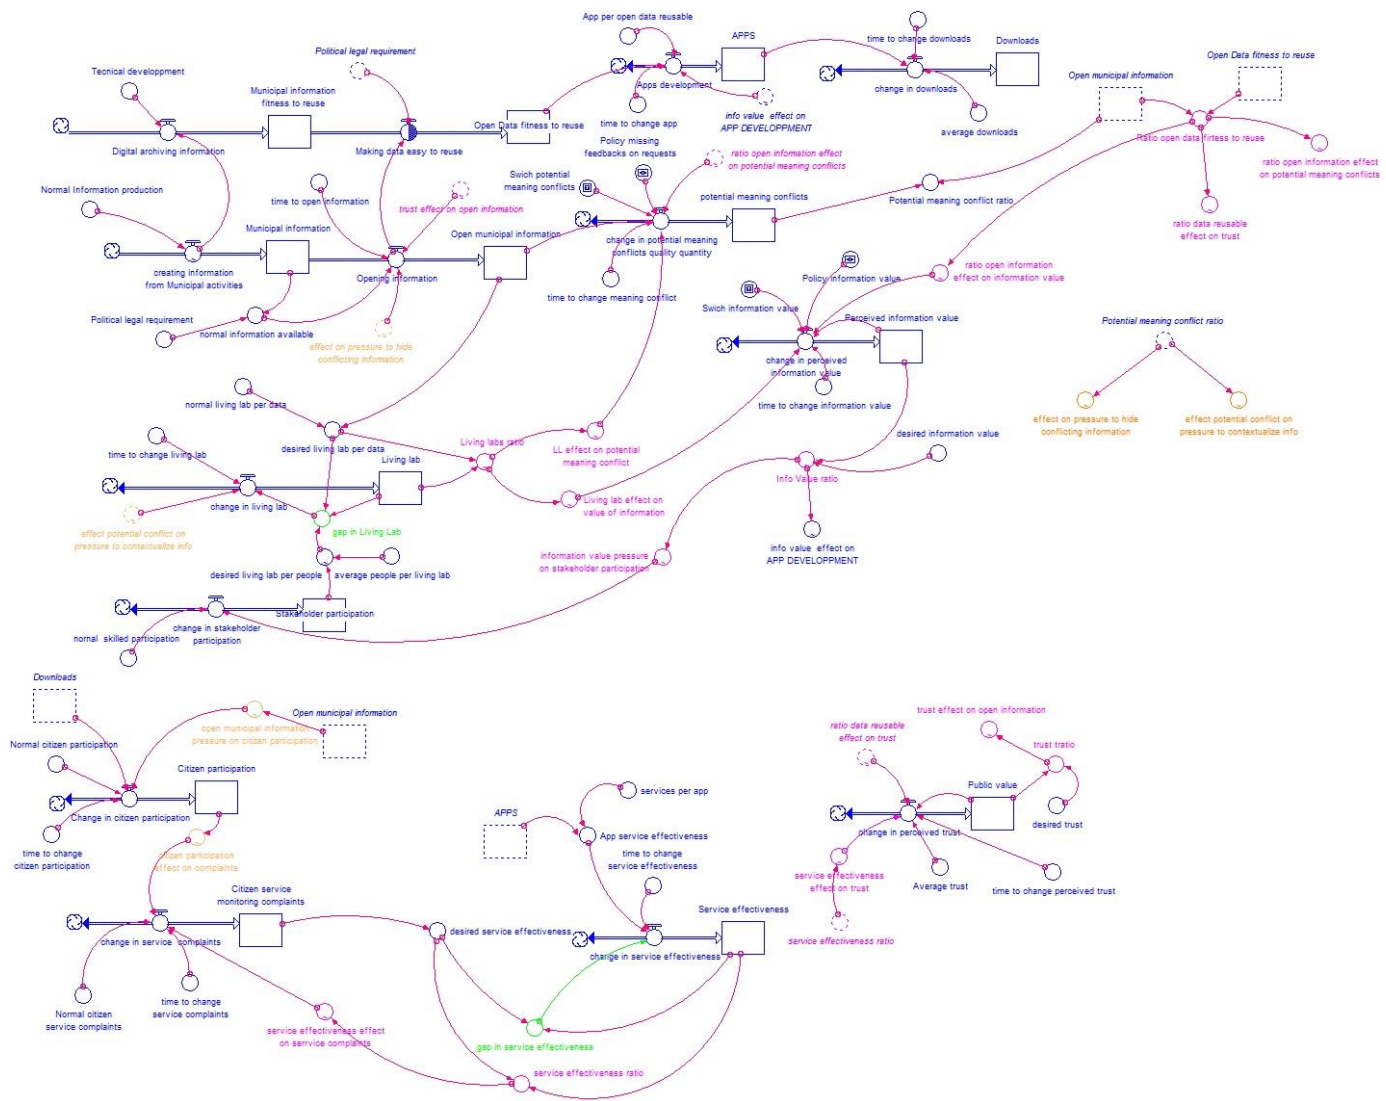 App per open data reusable
APPS
time to change downloads
Downloads
Political legal requirement
Open Data fitness to reuse
Tecnical developpment
Open municipal information
Municipal information
fitness to reuse
Apps development
change in downloads
info value effect on
APP DEVELOPPMENT
time to change app
average downloads
Open Data fitness to reuse
Digital archiving information
Making data easy to reuse
Policy missing
feedbacks on requests
Ratio open data firtess to reuse
ratio open information effect
on potential meaning conflicts
ratio open information effect
on potential meaning conflicts
Swich potential
meaning conflicts
Normal Information production
time to open information
potential meaning conflicts
Potential meaning conflict ratio
trust effect on open information
ratio data reusable
effect on trust
Municipal information
Open municipal information
change in potential meaning
conflicts quality quantity
creating information
from Municipal activities
Opening information
ratio open information
effect on information value
Policy information value
time to change meaning conflict
Swich information value
Political legal requirement
normal information available
Perceived information value
Potential meaning conflict ratio
effect on pressure to hide
conflicting information
change in perceived
information value
normal living lab per data
time to change information value
effect on pressure to hide
conflicting information
effect potential conflict on
pressure to contextualize info
desired information value
time to change living lab
desired living lab per data
Living labs ratio
LL effect on potential
meaning conflict
Living lab
Info Value ratio
change in living lab
Living lab effect on
value of information
effect potential conflict on
pressure to contextualize info
gap in Living Lab
info value effect on
APP DEVELOPPMENT
information value pressure
on stakeholder participation
desired living lab per people
average people per living lab
Stakeholder participation
change in stakeholder
participation
nornal skilled participation
Downloads
Open municipal information
trust effect on open information
open municipal information
pressure on citizen participation
ratio data reusable
effect on trust
Normal citizen participation
trust tratio
Citizen participation
Public value
services per app
APPS
Change in citizen participation
desired trust
change in perceived trust
App service effectiveness
time to change
citizen participation
citizen participation
effect on complaints
time to change
service effectiveness
service effectiveness
effect on trust
Average trust
time to change perceived trust
Citizen service
monitoring complaints
Service effectiveness
desired service effectiveness
change in service complaints
service effectiveness ratio
change in service effectiveness
Normal citizen
service complaints
time to change
service complaints
service effectiveness effect
on serrvice complaints
gap in service effectiveness
service effectiveness ratio